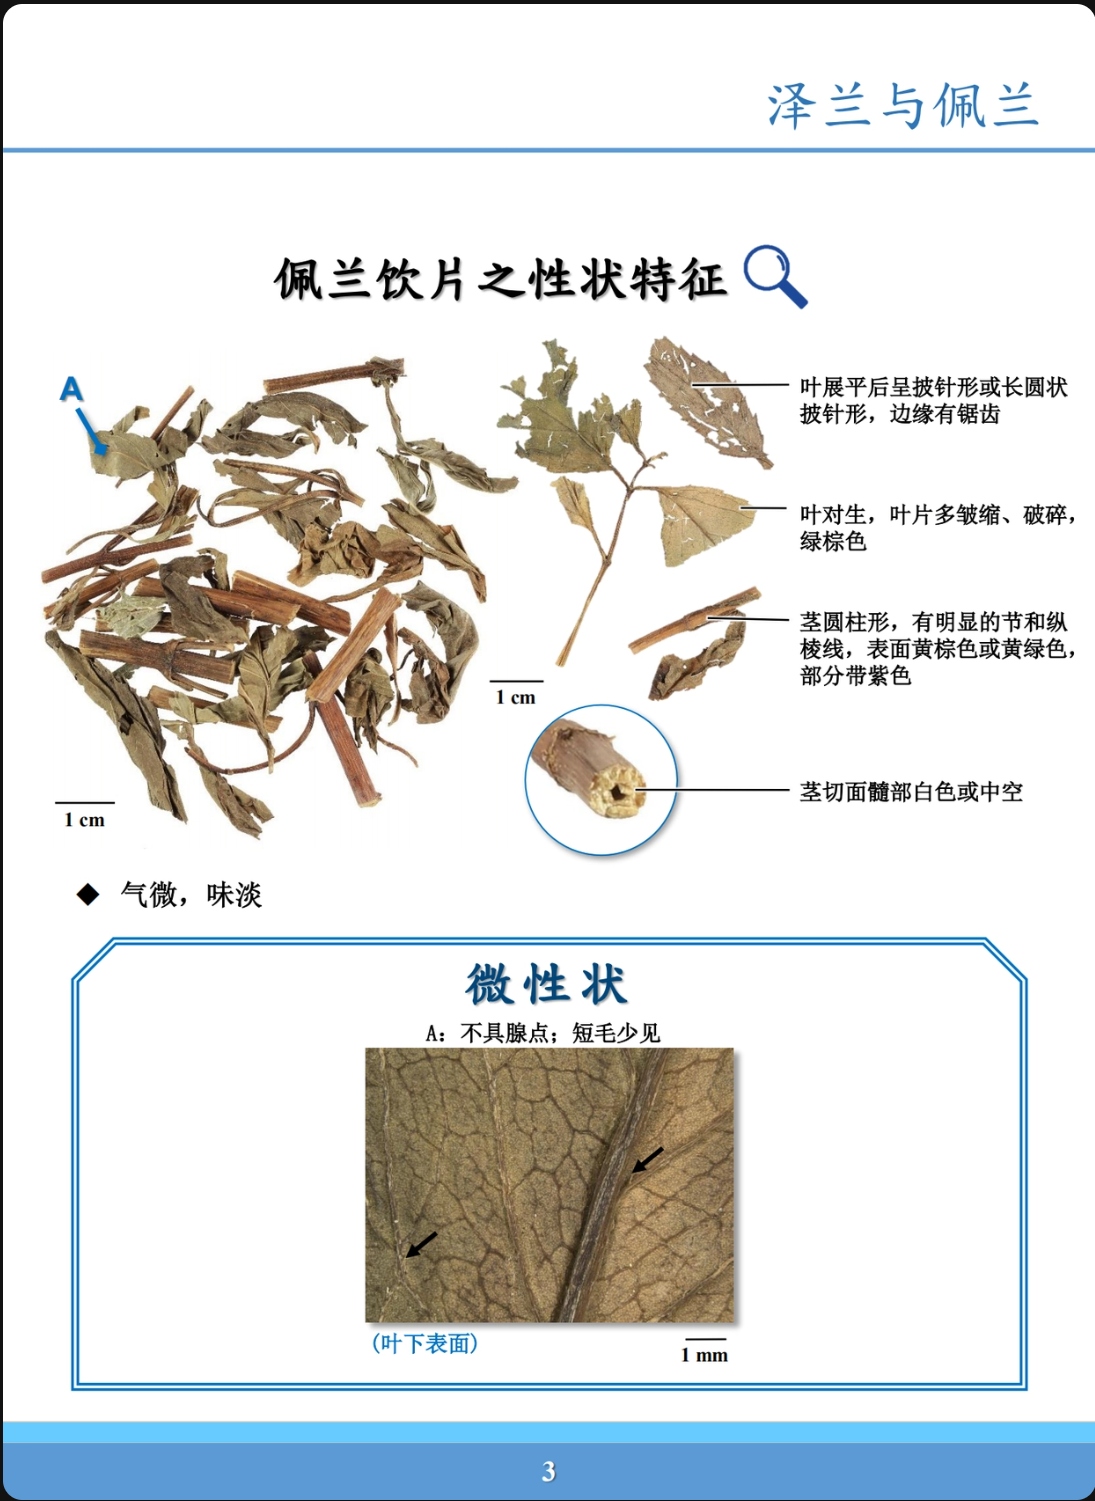 泽兰与佩兰
佩兰饮片之性状特征
A
叶展平后呈披针形或长圆状
披针形，边缘有锯齿
叶对生，叶片多皱缩、破碎，
绿棕色
茎圆柱形，有明显的节和纵
棱线，表面黄棕色或黄绿色，
部分带紫色
1 cm
茎切面髓部白色或中空
1 cm
◆ 气微，味淡
微性状
A：不具腺点；短毛少见
(叶下表面)
1 mm
3